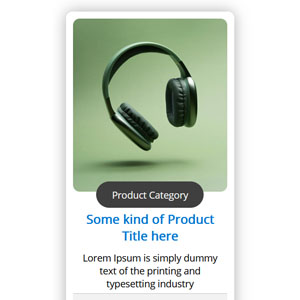 Product Category
Some kind of Product
Title here
Lorem Ipsum is simply dummy
text of the printing and
typesetting industry